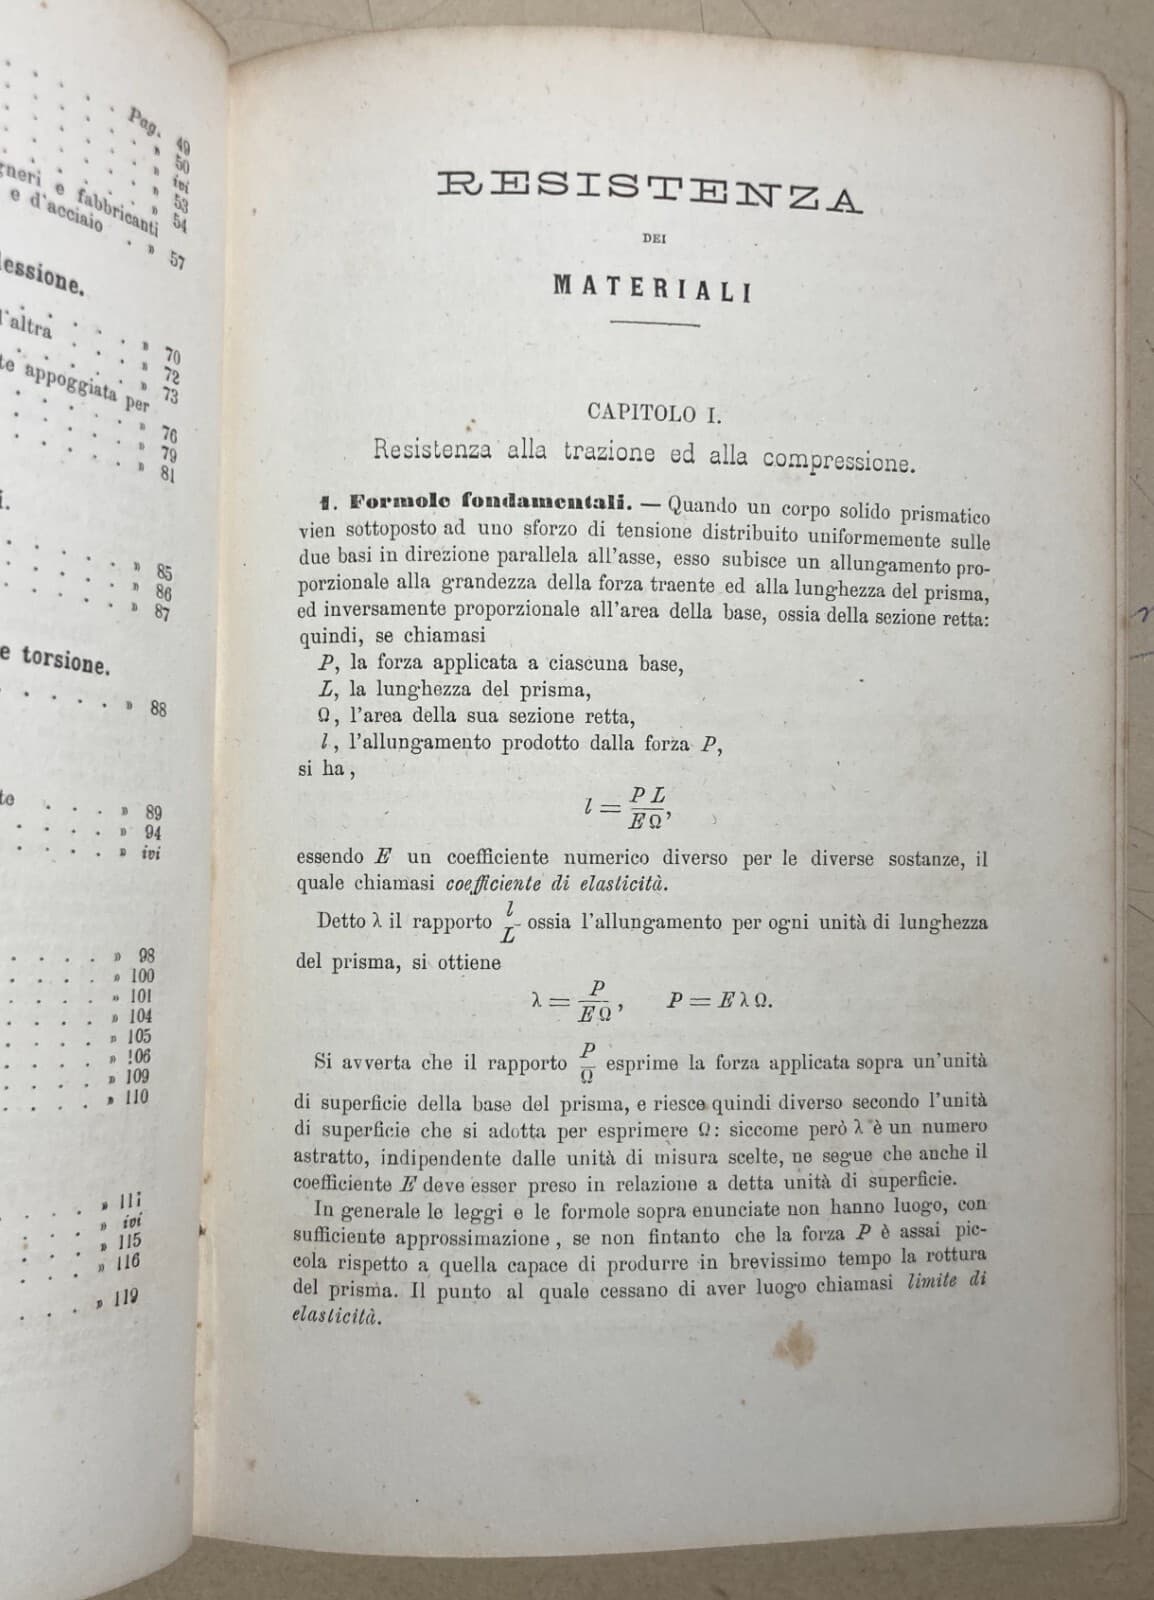 Pag. 49
» 50
» ivi
» 53
gneri e fabbricanti » 54
e d'acciaio . » 57
lessione.
l'altra . . . » 70
» 72
» 73
te appoggiata per
» 76
» 79
» 81
i.
» 85
» 86
» 87
e torsione.
. . . . . » 88
te . . . » 89
. . . . » 94
. . . . » ivi
. . . . » 98
. . . . » 100
. . . . » 101
. . . . » 104
. . . . » 105
. . . . » 106
. . . . » 109
. . . . » 110
. . . . » 111
. . . . » ivi
. . . . » 115
. . . . » 116
. . . . » 119
RESISTENZA
DEI
MATERIALI
CAPITOLO I.
Resistenza alla trazione ed alla compressione.
1. Formole fondamentali. — Quando un corpo solido prismatico
vien sottoposto ad uno sforzo di tensione distribuito uniformemente sulle
due basi in direzione parallela all'asse, esso subisce un allungamento pro-
porzionale alla grandezza della forza traente ed alla lunghezza del prisma,
ed inversamente proporzionale all'area della base, ossia della sezione retta:
quindi, se chiamasi
P, la forza applicata a ciascuna base,
L, la lunghezza del prisma,
Ω, l'area della sua sezione retta,
l, l'allungamento prodotto dalla forza P,
si ha,
l = P L / E Ω,
essendo E un coefficiente numerico diverso per le diverse sostanze, il
quale chiamasi coefficiente di elasticità.
Detto λ il rapporto l / L ossia l'allungamento per ogni unità di lunghezza
del prisma, si ottiene
λ = P / E Ω, P = E λ Ω.
Si avverta che il rapporto P / Ω esprime la forza applicata sopra un'unità
di superficie della base del prisma, e riesce quindi diverso secondo l'unità
di superficie che si adotta per esprimere Ω: siccome però λ è un numero
astratto, indipendente dalle unità di misura scelte, ne segue che anche il
coefficiente E deve esser preso in relazione a detta unità di superficie.
In generale le leggi e le formole sopra enunciate non hanno luogo, con
sufficiente approssimazione, se non fintanto che la forza P è assai pic-
cola rispetto a quella capace di produrre in brevissimo tempo la rottura
del prisma. Il punto al quale cessano di aver luogo chiamasi limite di
elasticità.